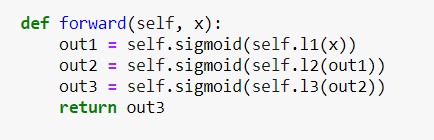 def forward(self, x):
    out1 = self.sigmoid(self.l1(x))
    out2 = self.sigmoid(self.l2(out1))
    out3 = self.sigmoid(self.l3(out2))
    return out3